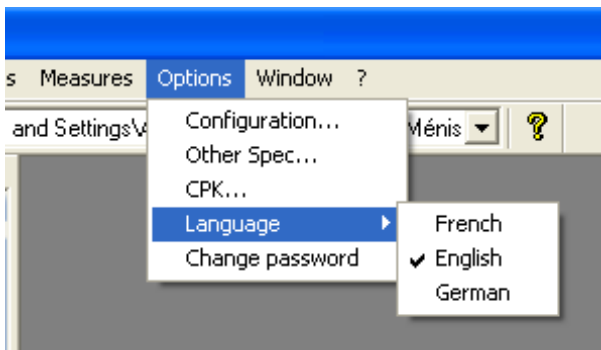 s Measures Options Window ?
and Settings\ Ménis
Configuration...
Other Spec...
CPK...
Language
Change password
French
English
German